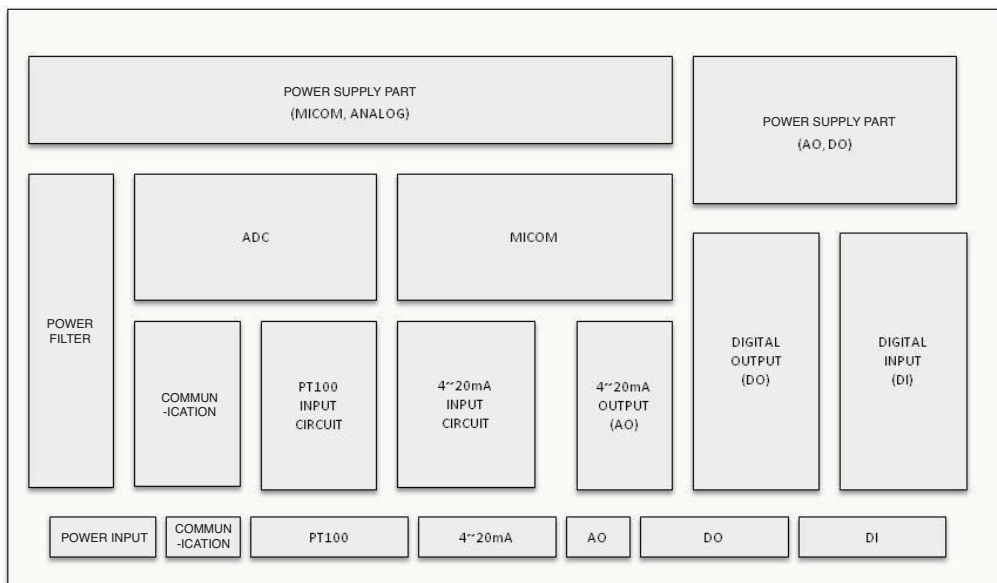 POWER SUPPLY PART
(MICOM, ANALOG)
POWER SUPPLY PART
(AO, DO)
ADC
MICOM
POWER
FILTER
COMMUN
-ICATION
PT100
INPUT
CIRCUIT
4~20mA
INPUT
CIRCUIT
4~20mA
OUTPUT
(AO)
DIGITAL
OUTPUT
(DO)
DIGITAL
INPUT
(DI)
POWER INPUT
COMMUN
-ICATION
PT100
4~20mA
AO
DO
DI